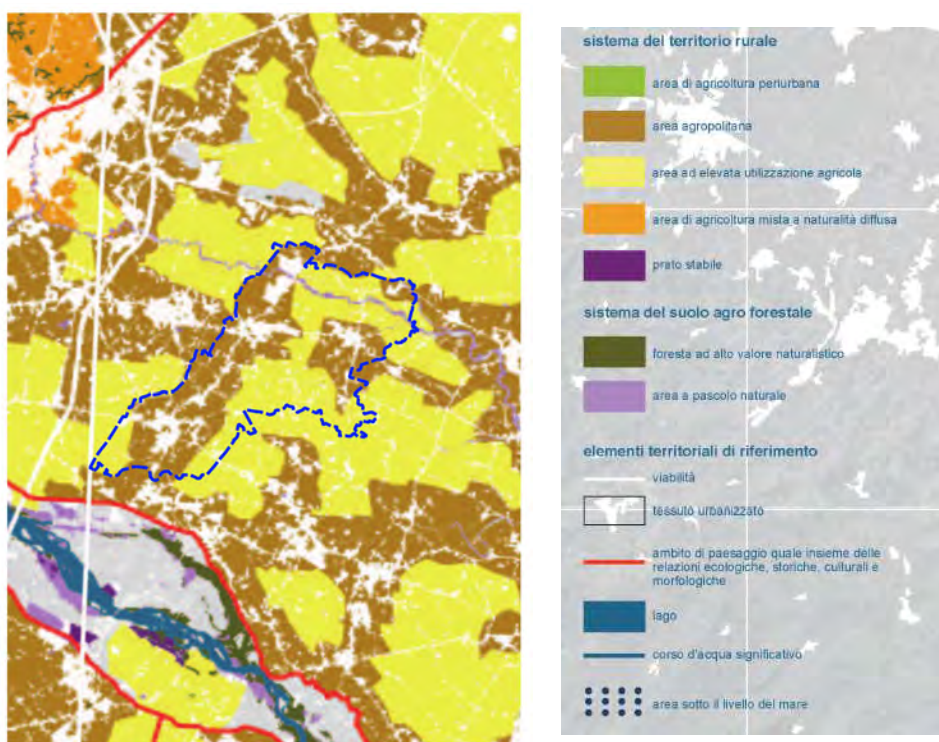 sistema del territorio rurale
area di agricoltura periurbana
area agropolitana
area ad elevata utilizzazione agricola
area di agricoltura mista a naturalità diffusa
prato stabile
sistema del suolo agro forestale
foresta ad alto valore naturalistico
area a pascolo naturale
elementi territoriali di riferimento
viabilità
tessuto urbanizzato
ambito di paesaggio quale insieme delle
relazioni ecologiche, storiche, culturali e
morfologiche
lago
corso d'acqua significativo
area sotto il livello del mare